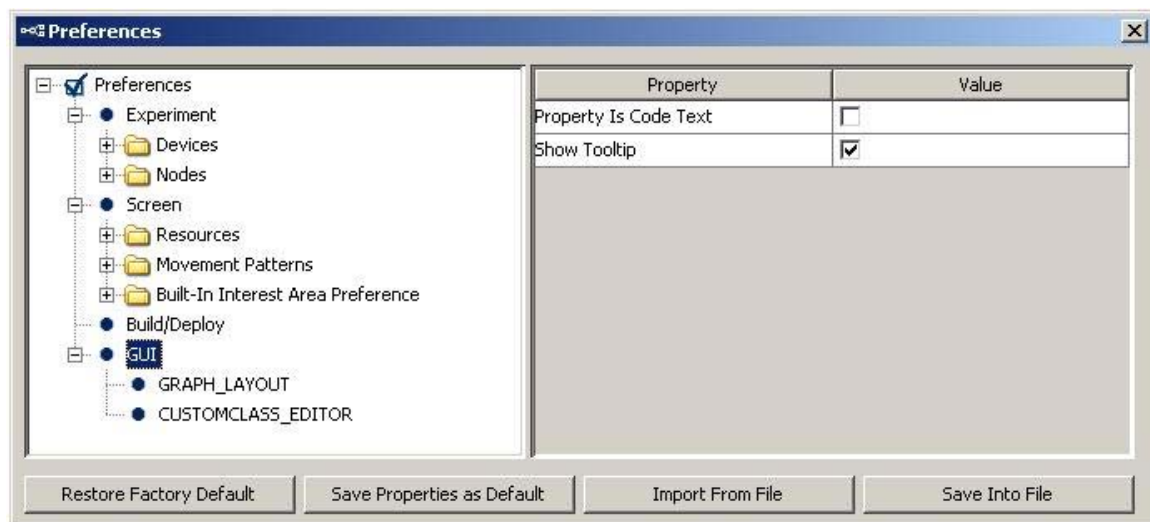 Preferences
Preferences
Experiment
Devices
Nodes
Screen
Resources
Movement Patterns
Built-In Interest Area Preference
Build/Deploy
GUI
GRAPH_LAYOUT
CUSTOMCLASS_EDITOR
Property Value
Property Is Code Text
Show Tooltip
Restore Factory Default Save Properties as Default Import From File Save Into File